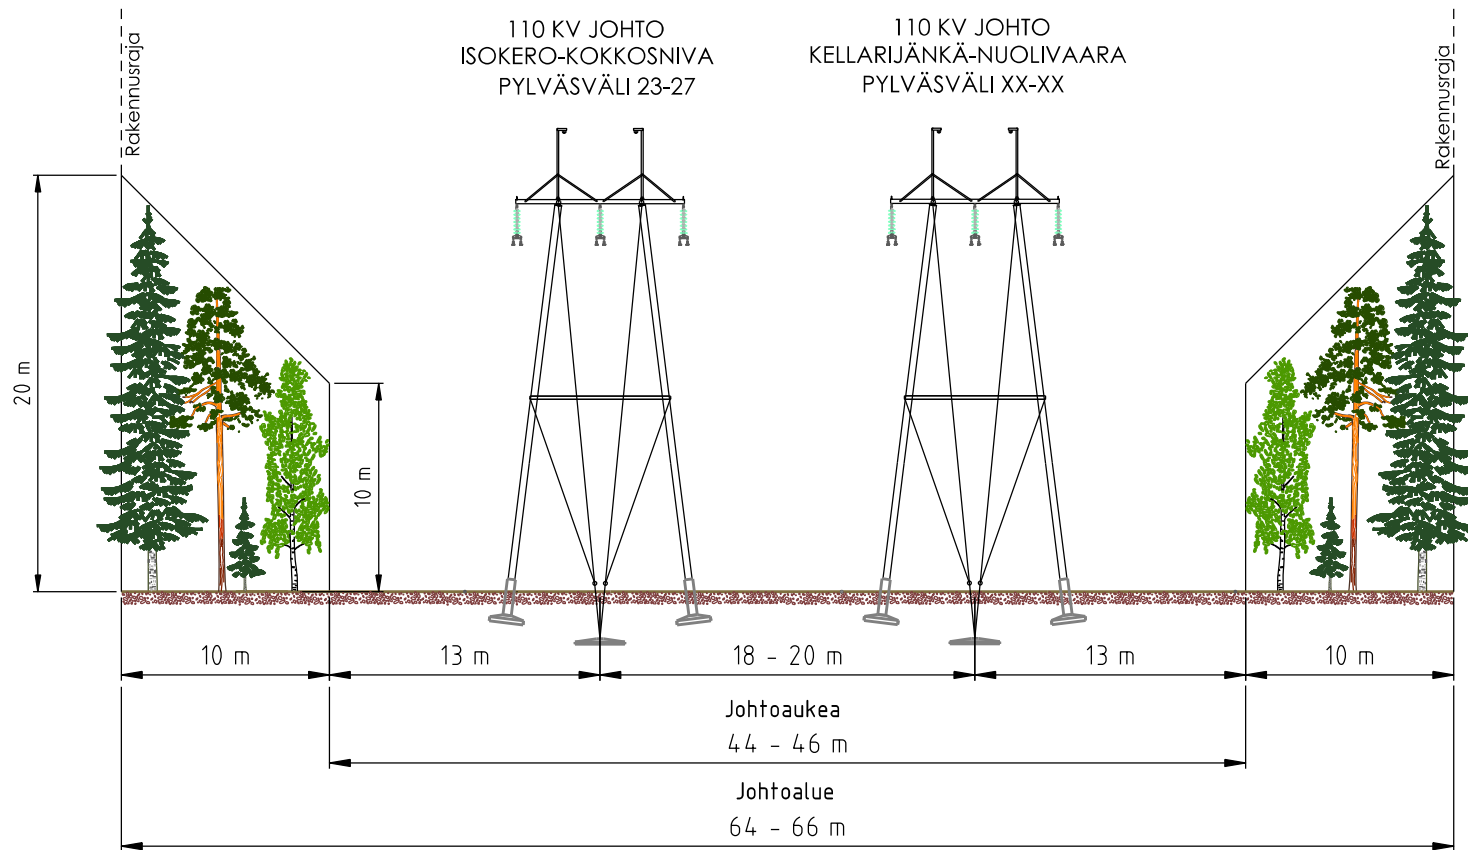 110 KV JOHTO
ISOKERO-KOKKOSNIVA
PYLVÄSVÄLI 23-27
110 KV JOHTO
KELLARIJÄNKÄ-NUOLIVAARA
PYLVÄSVÄLI XX-XX
Rakennusraja
Rakennusraja
20 m
10 m
10 m
13 m
18 - 20 m
13 m
10 m
Johtoaukea
44 - 46 m
Johtoalue
64 - 66 m